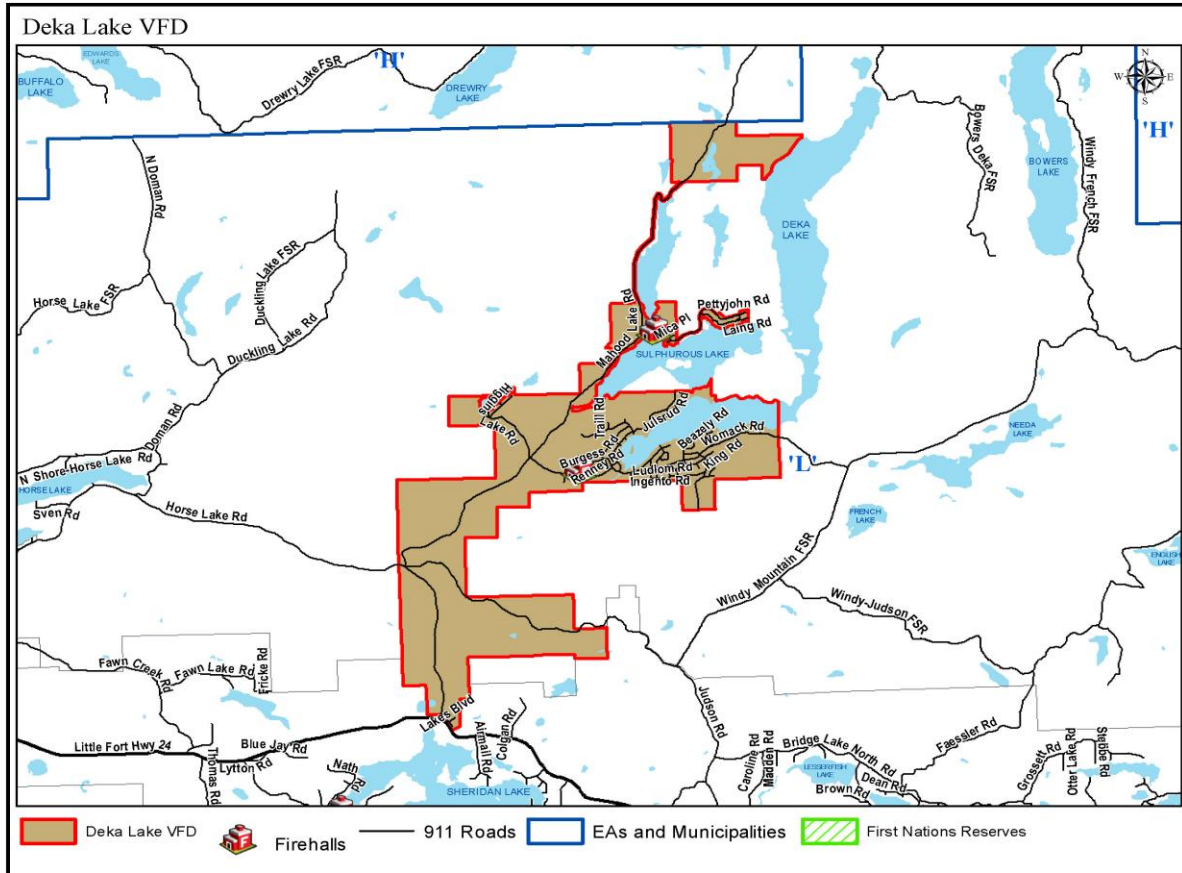 Deka Lake VFD
EDWARDS
LAKE
BUFFALO
LAKE
Drewry Lake FSR
'H'
DREWRY
LAKE
N
W
E
S
'H'
BOWERS
LAKE
Windy French FSR
Bowers Deka FSR
N Doman Rd
DEKA
LAKE
Horse Lake FSR
Duckling Lake FSR
Duckling Lake Rd
Mahood Lake Rd
Pettyjohn Rd
Mica Pl
Laing Rd
SULPHUROUS LAKE
Doman Rd
Higgins
Lake Rd
Traill Rd
Julsrud Rd
Beazely Rd
Womack Rd
Burgess Rd
Renney Rd
King Rd
Ludlom Rd
Ingento Rd
'L'
NEEDA
LAKE
N Shore-Horse Lake Rd
HORSE LAKE
Sven Rd
Horse Lake Rd
FRENCH
LAKE
ENGLISH
LAKE
Windy Mountain FSR
Windy-Judson FSR
Fawn Creek Rd
Fawn Lake Rd
Fricke Rd
Lakes Blvd
Judson Rd
Little Fort Hwy 24
Blue Jay Rd
Thomas Rd
Lytton Rd
Nath Rd
Airmail Rd
Colgan Rd
SHERIDAN LAKE
Caroline Rd
Madden Rd
Bridge Lake North Rd
LESSERFISH
LAKE
Dean Rd
Brown Rd
Faessler Rd
Grossett Rd
Otter Lake Rd
Stebbe Rd
Deka Lake VFD
F
Firehalls
911 Roads
EAs and Municipalities
First Nations Reserves